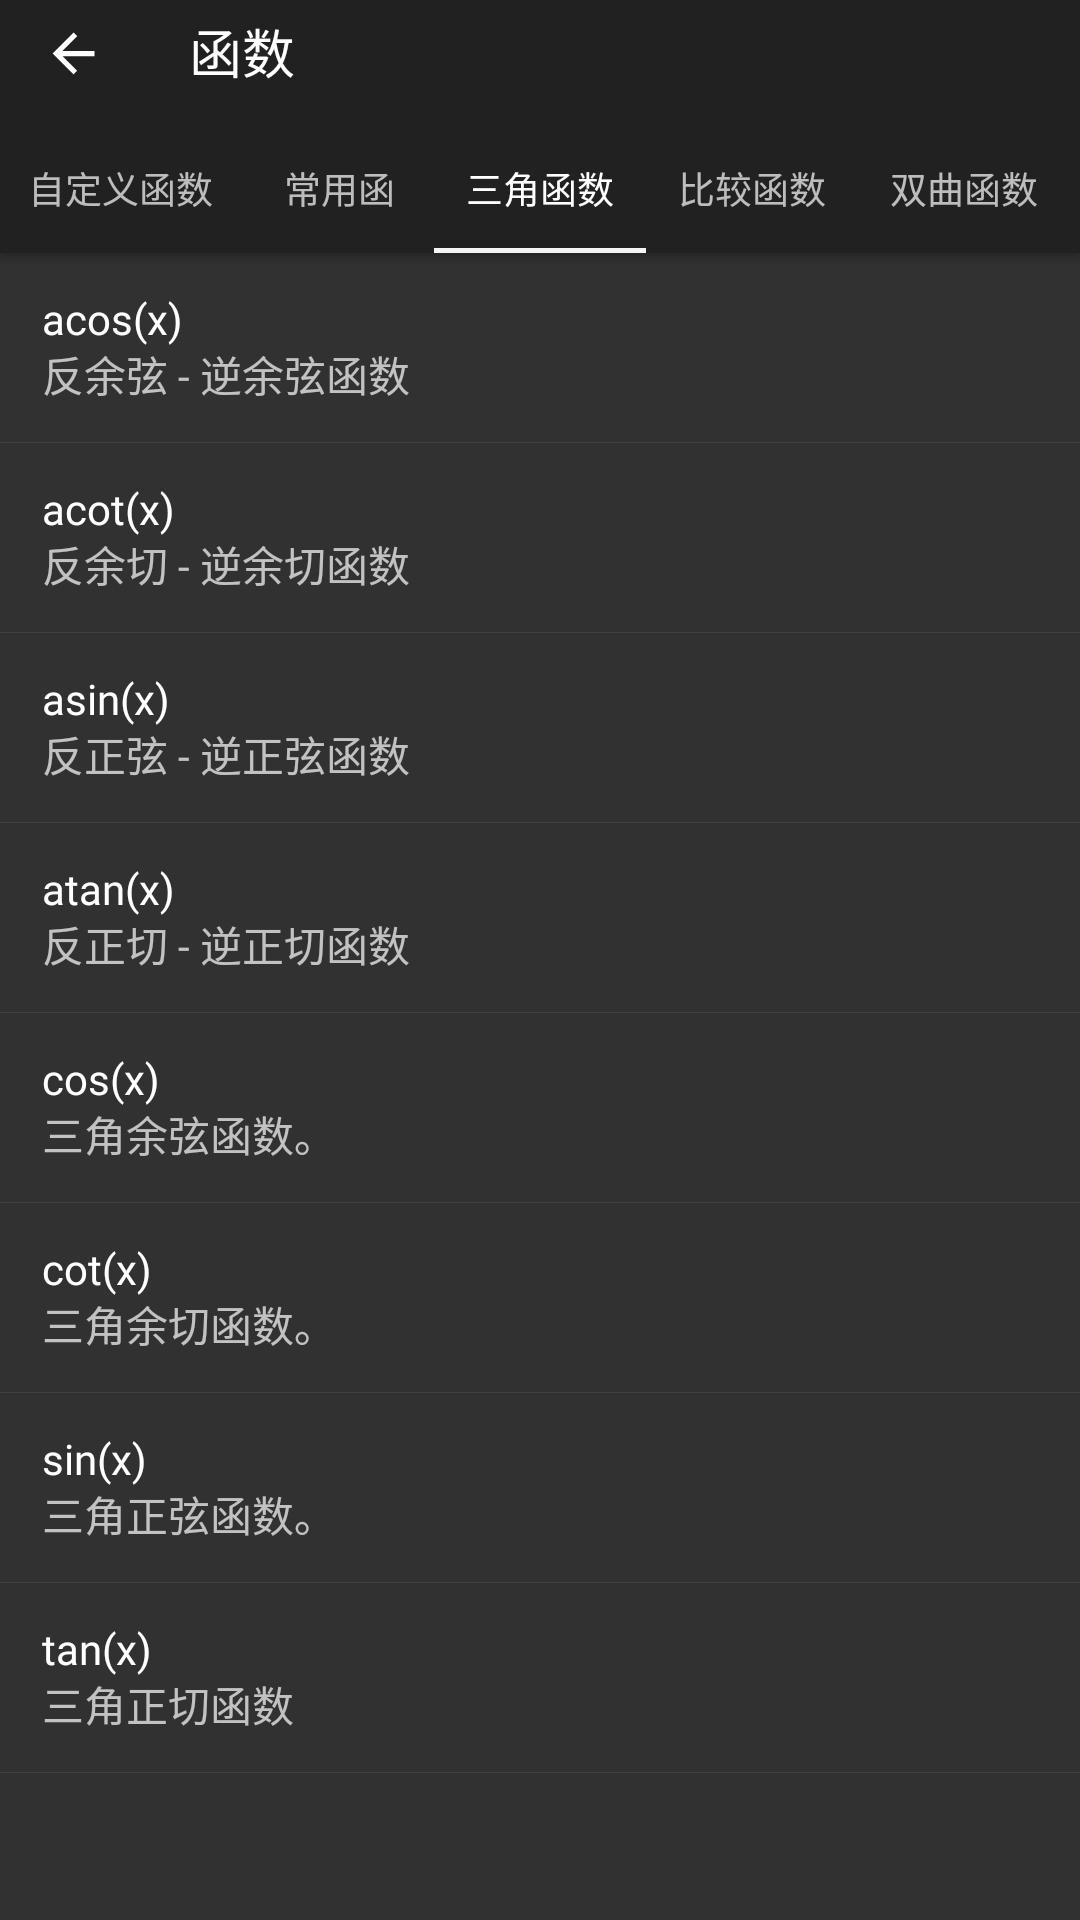 函数
自定义函数 常用函 三角函数 比较函数 双曲函数
acos(x)
反余弦 - 逆余弦函数
acot(x)
反余切 - 逆余切函数
asin(x)
反正弦 - 逆正弦函数
atan(x)
反正切 - 逆正切函数
cos(x)
三角余弦函数。
cot(x)
三角余切函数。
sin(x)
三角正弦函数。
tan(x)
三角正切函数